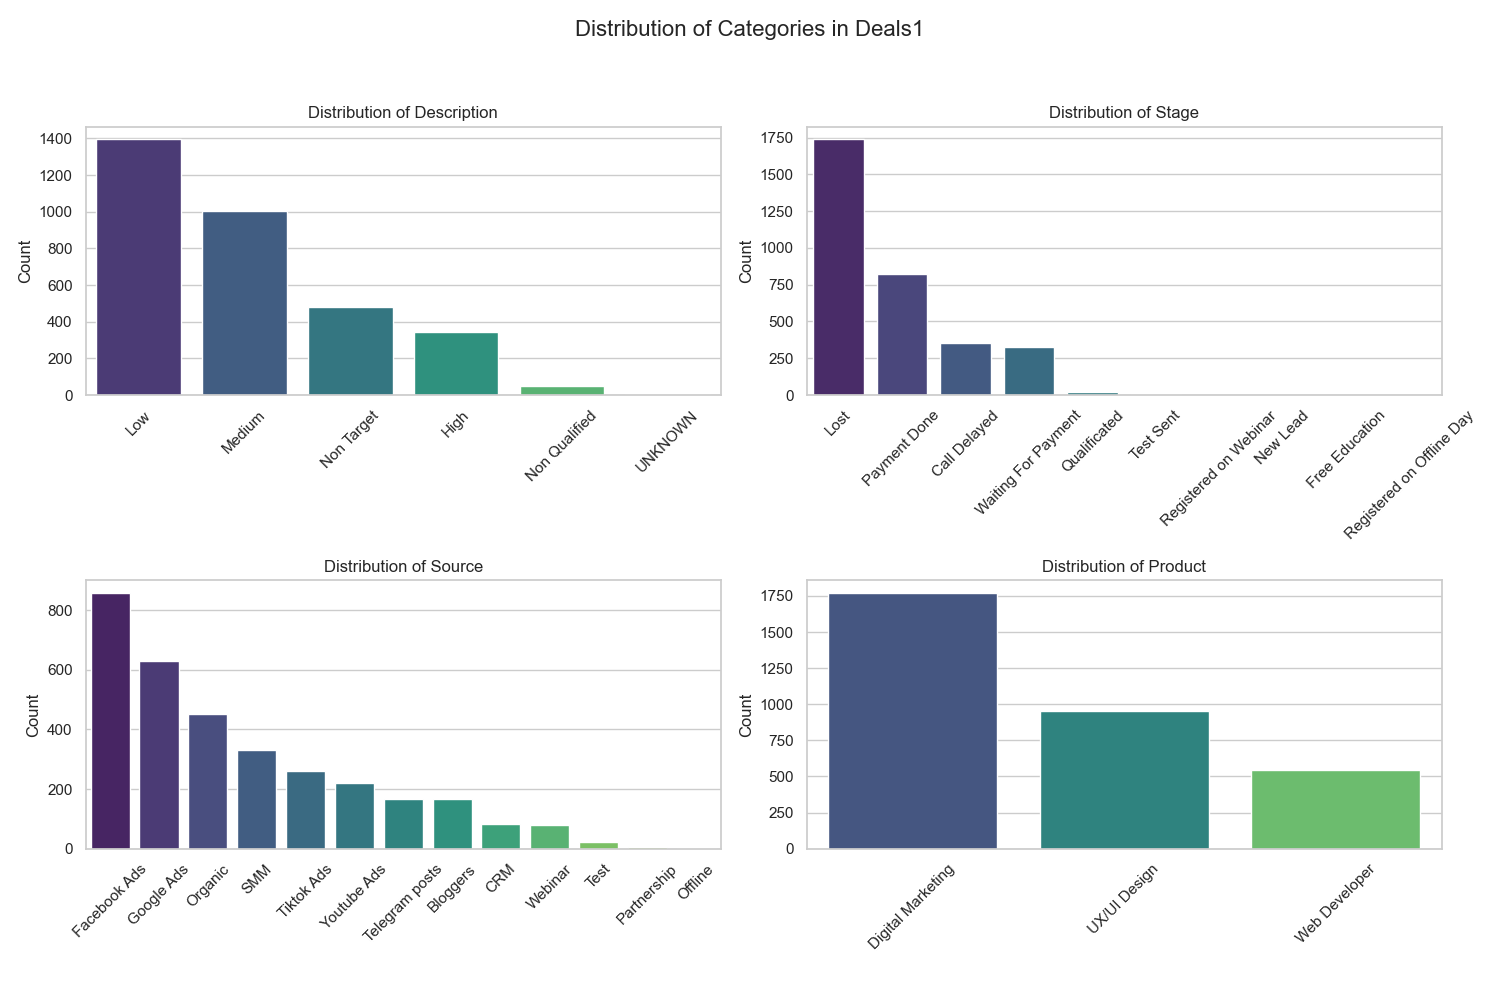 Distribution of Categories in Deals1
Distribution of Description
Count
1400
1200
1000
800
600
400
200
0
Low
Medium
Non Target
High
Non Qualified
UNKNOWN
Distribution of Stage
Count
1750
1500
1250
1000
750
500
250
0
Lost
Payment Done
Call Delayed
Waiting For Payment
Qualificated
Test Sent
Registered on Webinar
New Lead
Free Education
Registered on Offline Day
Distribution of Source
Count
800
600
400
200
0
Facebook Ads
Google Ads
Organic
SMM
Tiktok Ads
Youtube Ads
Telegram posts
Bloggers
CRM
Webinar
Test
Partnership
Offline
Distribution of Product
Count
1750
1500
1250
1000
750
500
250
0
Digital Marketing
UX/UI Design
Web Developer